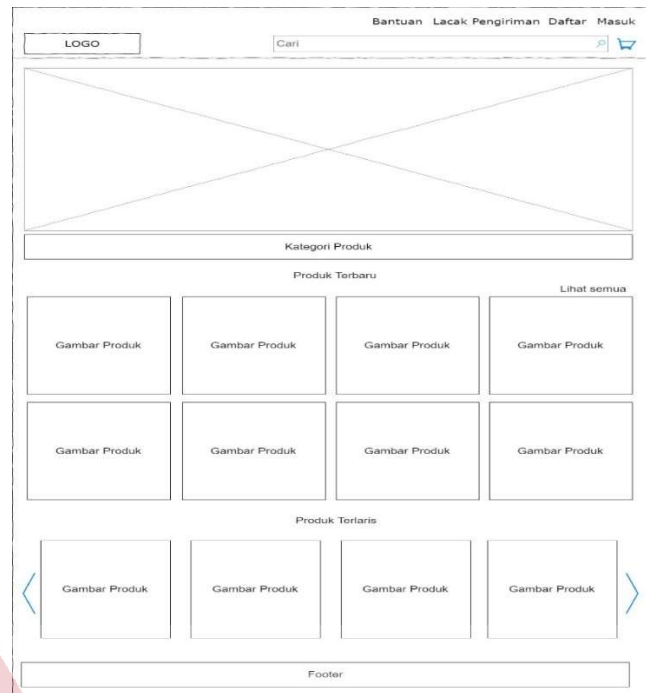 Bantuan Lacak Pengiriman Daftar Masuk
LOGO Cari
Kategori Produk
Produk Terbaru
Lihat semua
Gambar Produk Gambar Produk Gambar Produk Gambar Produk
Gambar Produk Gambar Produk Gambar Produk Gambar Produk
Produk Terlaris
Gambar Produk Gambar Produk Gambar Produk Gambar Produk
Footer